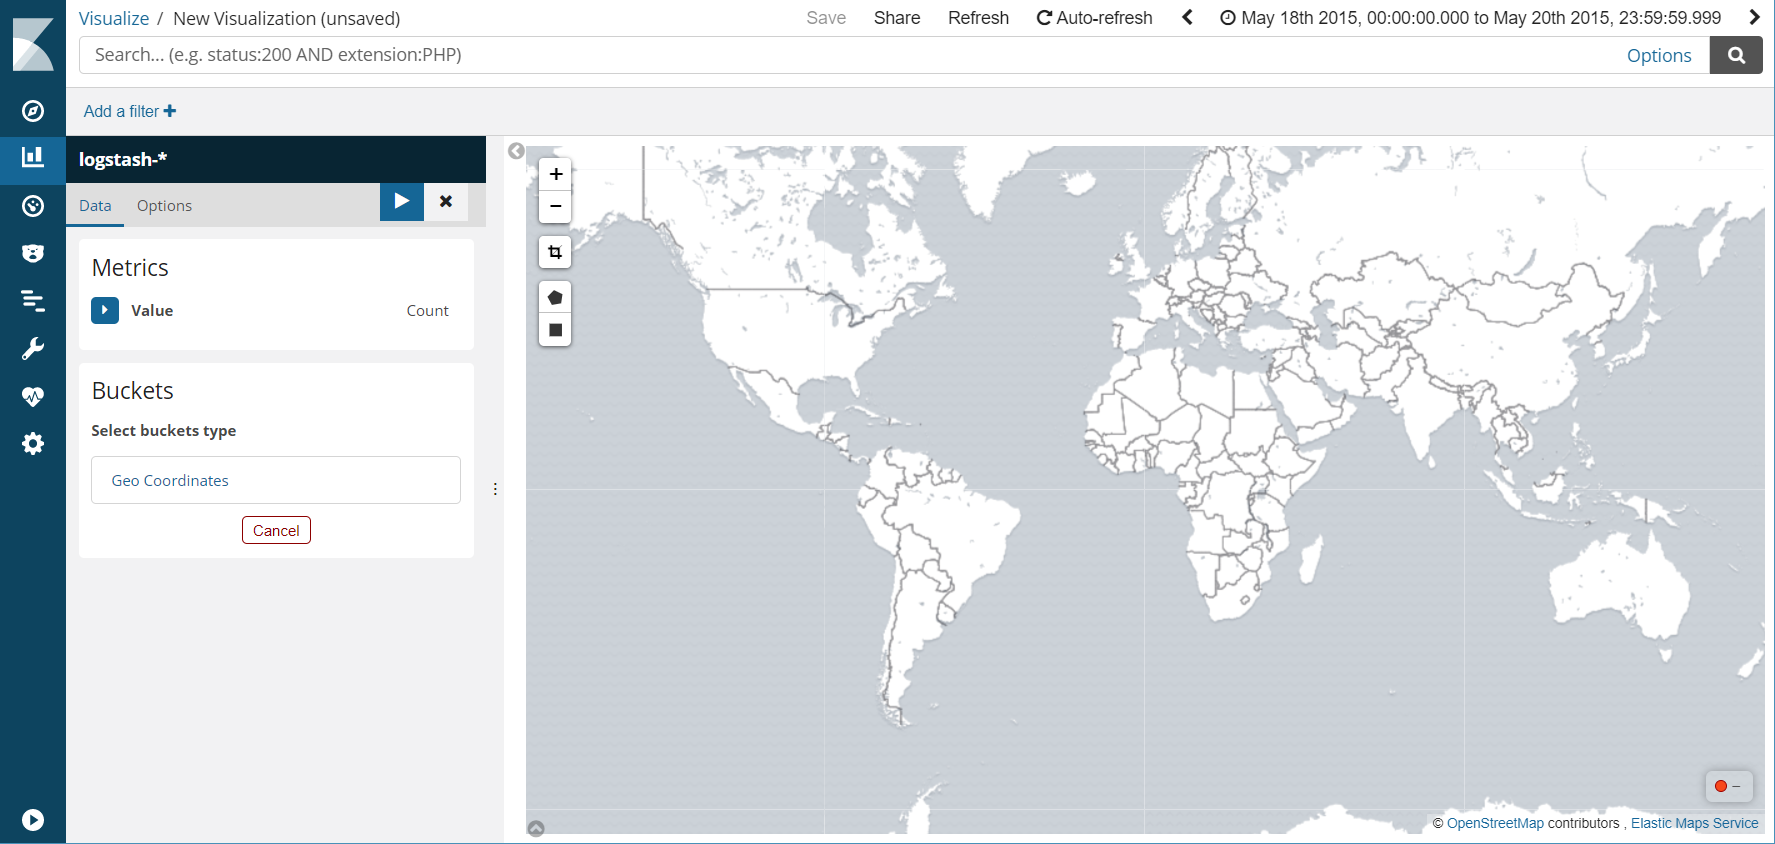 Visualize / New Visualization (unsaved)
Save Share Refresh Auto-refresh May 18th 2015, 00:00:00.000 to May 20th 2015, 23:59:59.999
Search... (e.g. status:200 AND extension:PHP)
Options
Add a filter +
logstash-*
Data Options
Metrics
Value Count
Buckets
Select buckets type
Geo Coordinates
Cancel
+
−
–
© OpenStreetMap contributors , Elastic Maps Service